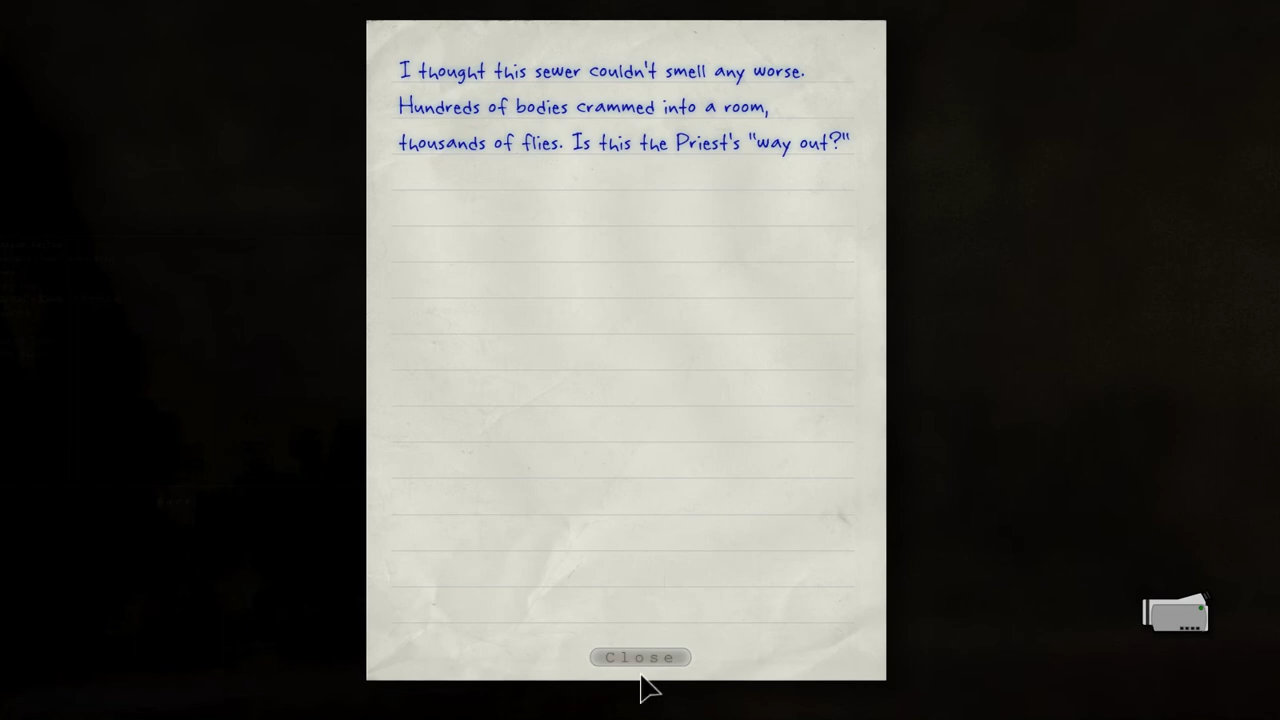 I thought this sewer couldn't smell any worse.
Hundreds of bodies crammed into a room,
thousands of flies. Is this the Priest's "way out?"
Close